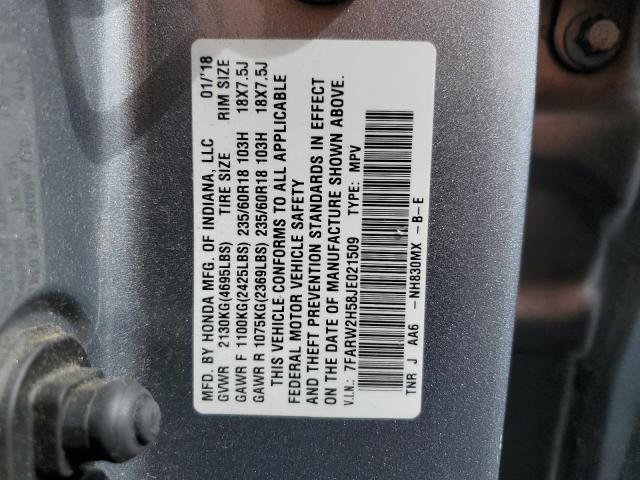 MFD. BY HONDA MFG. OF INDIANA, LLC 01/'18
GVWR 2130KG(4695LBS) TIRE SIZE RIM SIZE
GAWR F 1100KG(2425LBS) 235/60R18 103H 18X7.5J
GAWR R 1075KG(2369LBS) 235/60R18 103H 18X7.5J
THIS VEHICLE CONFORMS TO ALL APPLICABLE
FEDERAL MOTOR VEHICLE SAFETY
AND THEFT PREVENTION STANDARDS IN EFFECT
ON THE DATE OF MANUFACTURE SHOWN ABOVE.
V.I.N.: 7FARW2H58JE021509 TYPE: MPV
TNR J AA6 -NH830MX -B-E